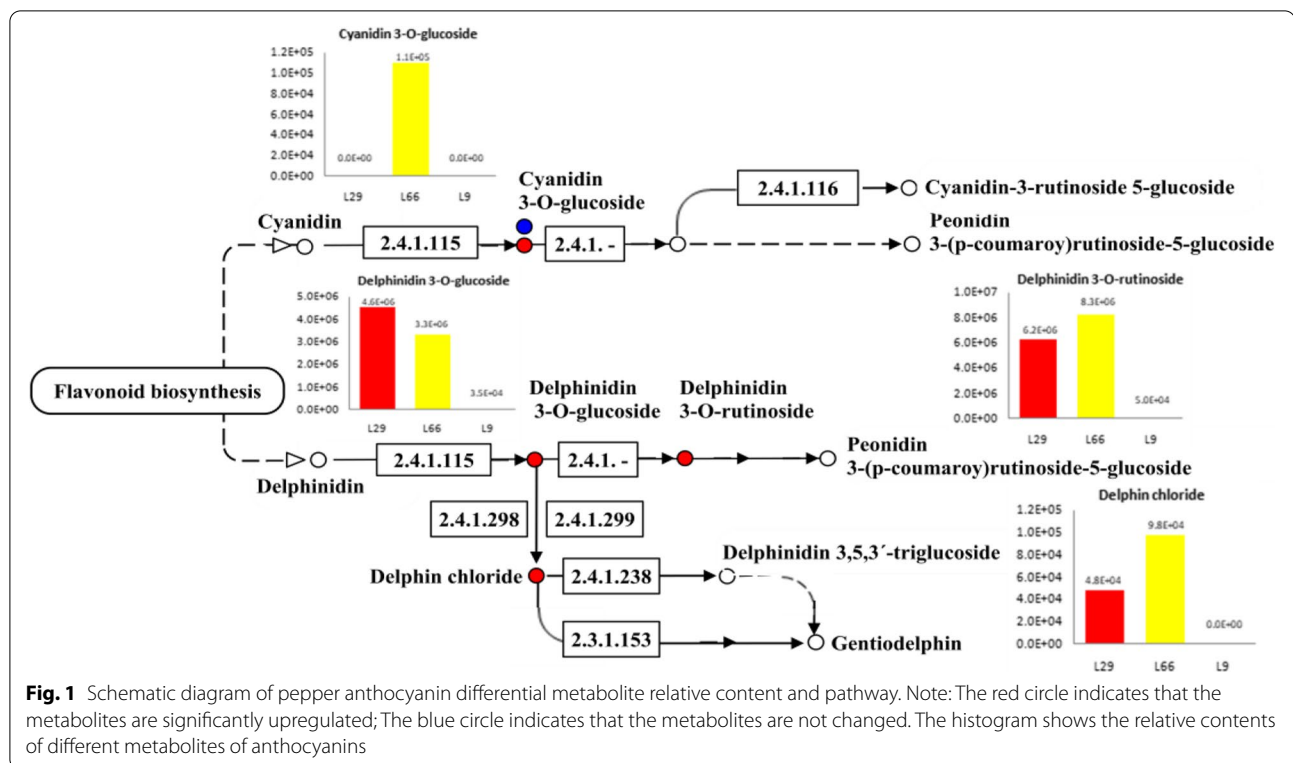 Cyanidin 3-O-glucoside
1.2E+05
1.0E+05
8.0E+04
6.0E+04
4.0E+04
2.0E+04
0.0E+00
0.0E+00
1.1E+05
0.0E+00
L29 L66 L9
Cyanidin
2.4.1.115
Cyanidin
3-O-glucoside
2.4.1. -
2.4.1.116
Cyanidin-3-rutinoside 5-glucoside
Peonidin
3-(p-coumaroy)rutinoside-5-glucoside
Delphinidin 3-O-glucoside
5.0E+06
4.0E+06
3.0E+06
2.0E+06
1.0E+06
0.0E+00
4.6E+06
3.3E+06
3.5E+04
L29 L66 L9
Delphinidin 3-O-rutinoside
1.0E+07
8.0E+06
6.0E+06
4.0E+06
2.0E+06
0.0E+00
6.2E+06
8.3E+06
5.0E+04
L29 L66 L9
Flavonoid biosynthesis
Delphinidin
2.4.1.115
Delphinidin
3-O-glucoside
2.4.1. -
Delphinidin
3-O-rutinoside
Peonidin
3-(p-coumaroy)rutinoside-5-glucoside
2.4.1.298
2.4.1.299
Delphin chloride
2.4.1.238
Delphinidin 3,5,3´-triglucoside
2.3.1.153
Gentiodelphin
Delphin chloride
1.2E+05
1.0E+05
8.0E+04
6.0E+04
4.0E+04
2.0E+04
0.0E+00
4.8E+04
9.8E+04
0.0E+00
L29 L66 L9
Fig. 1 Schematic diagram of pepper anthocyanin differential metabolite relative content and pathway. Note: The red circle indicates that the
metabolites are significantly upregulated; The blue circle indicates that the metabolites are not changed. The histogram shows the relative contents
of different metabolites of anthocyanins